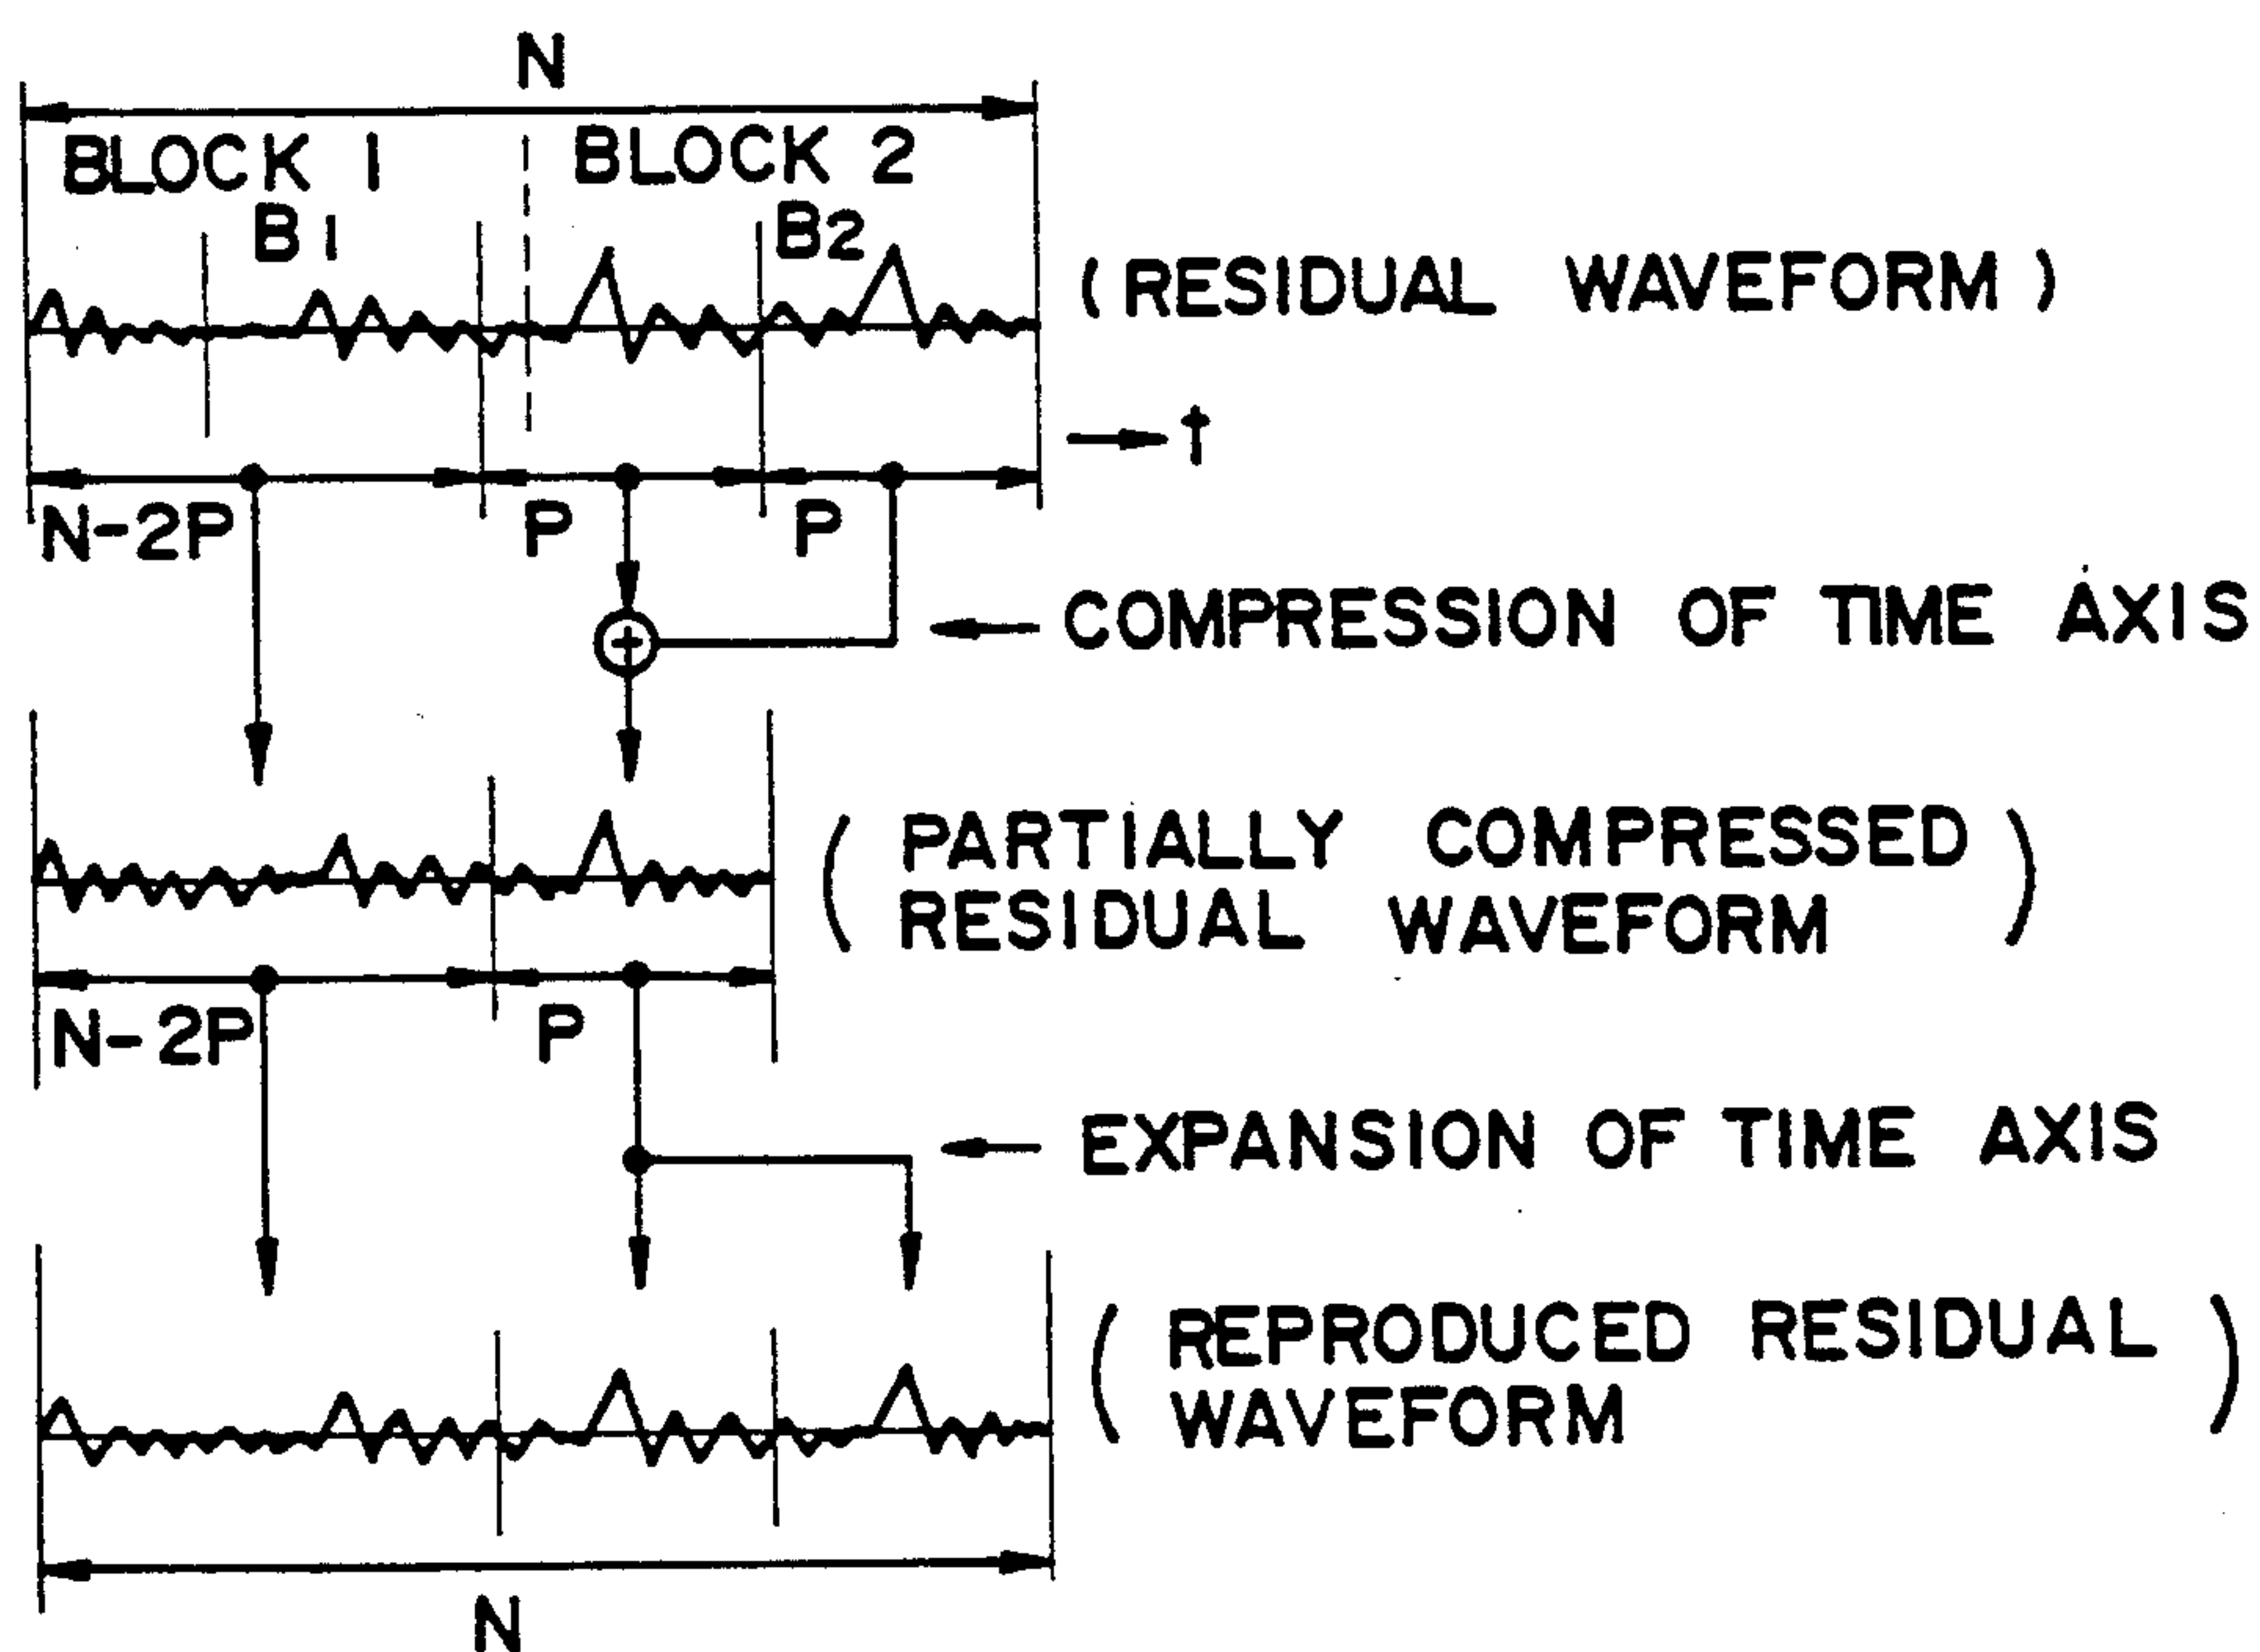 N
BLOCK 1 BLOCK 2
B1 B2
(RESIDUAL WAVEFORM)
→ t
N-2P P P
← COMPRESSION OF TIME AXIS
(PARTIALLY COMPRESSED
RESIDUAL WAVEFORM)
N-2P P
← EXPANSION OF TIME AXIS
(REPRODUCED RESIDUAL
WAVEFORM)
N